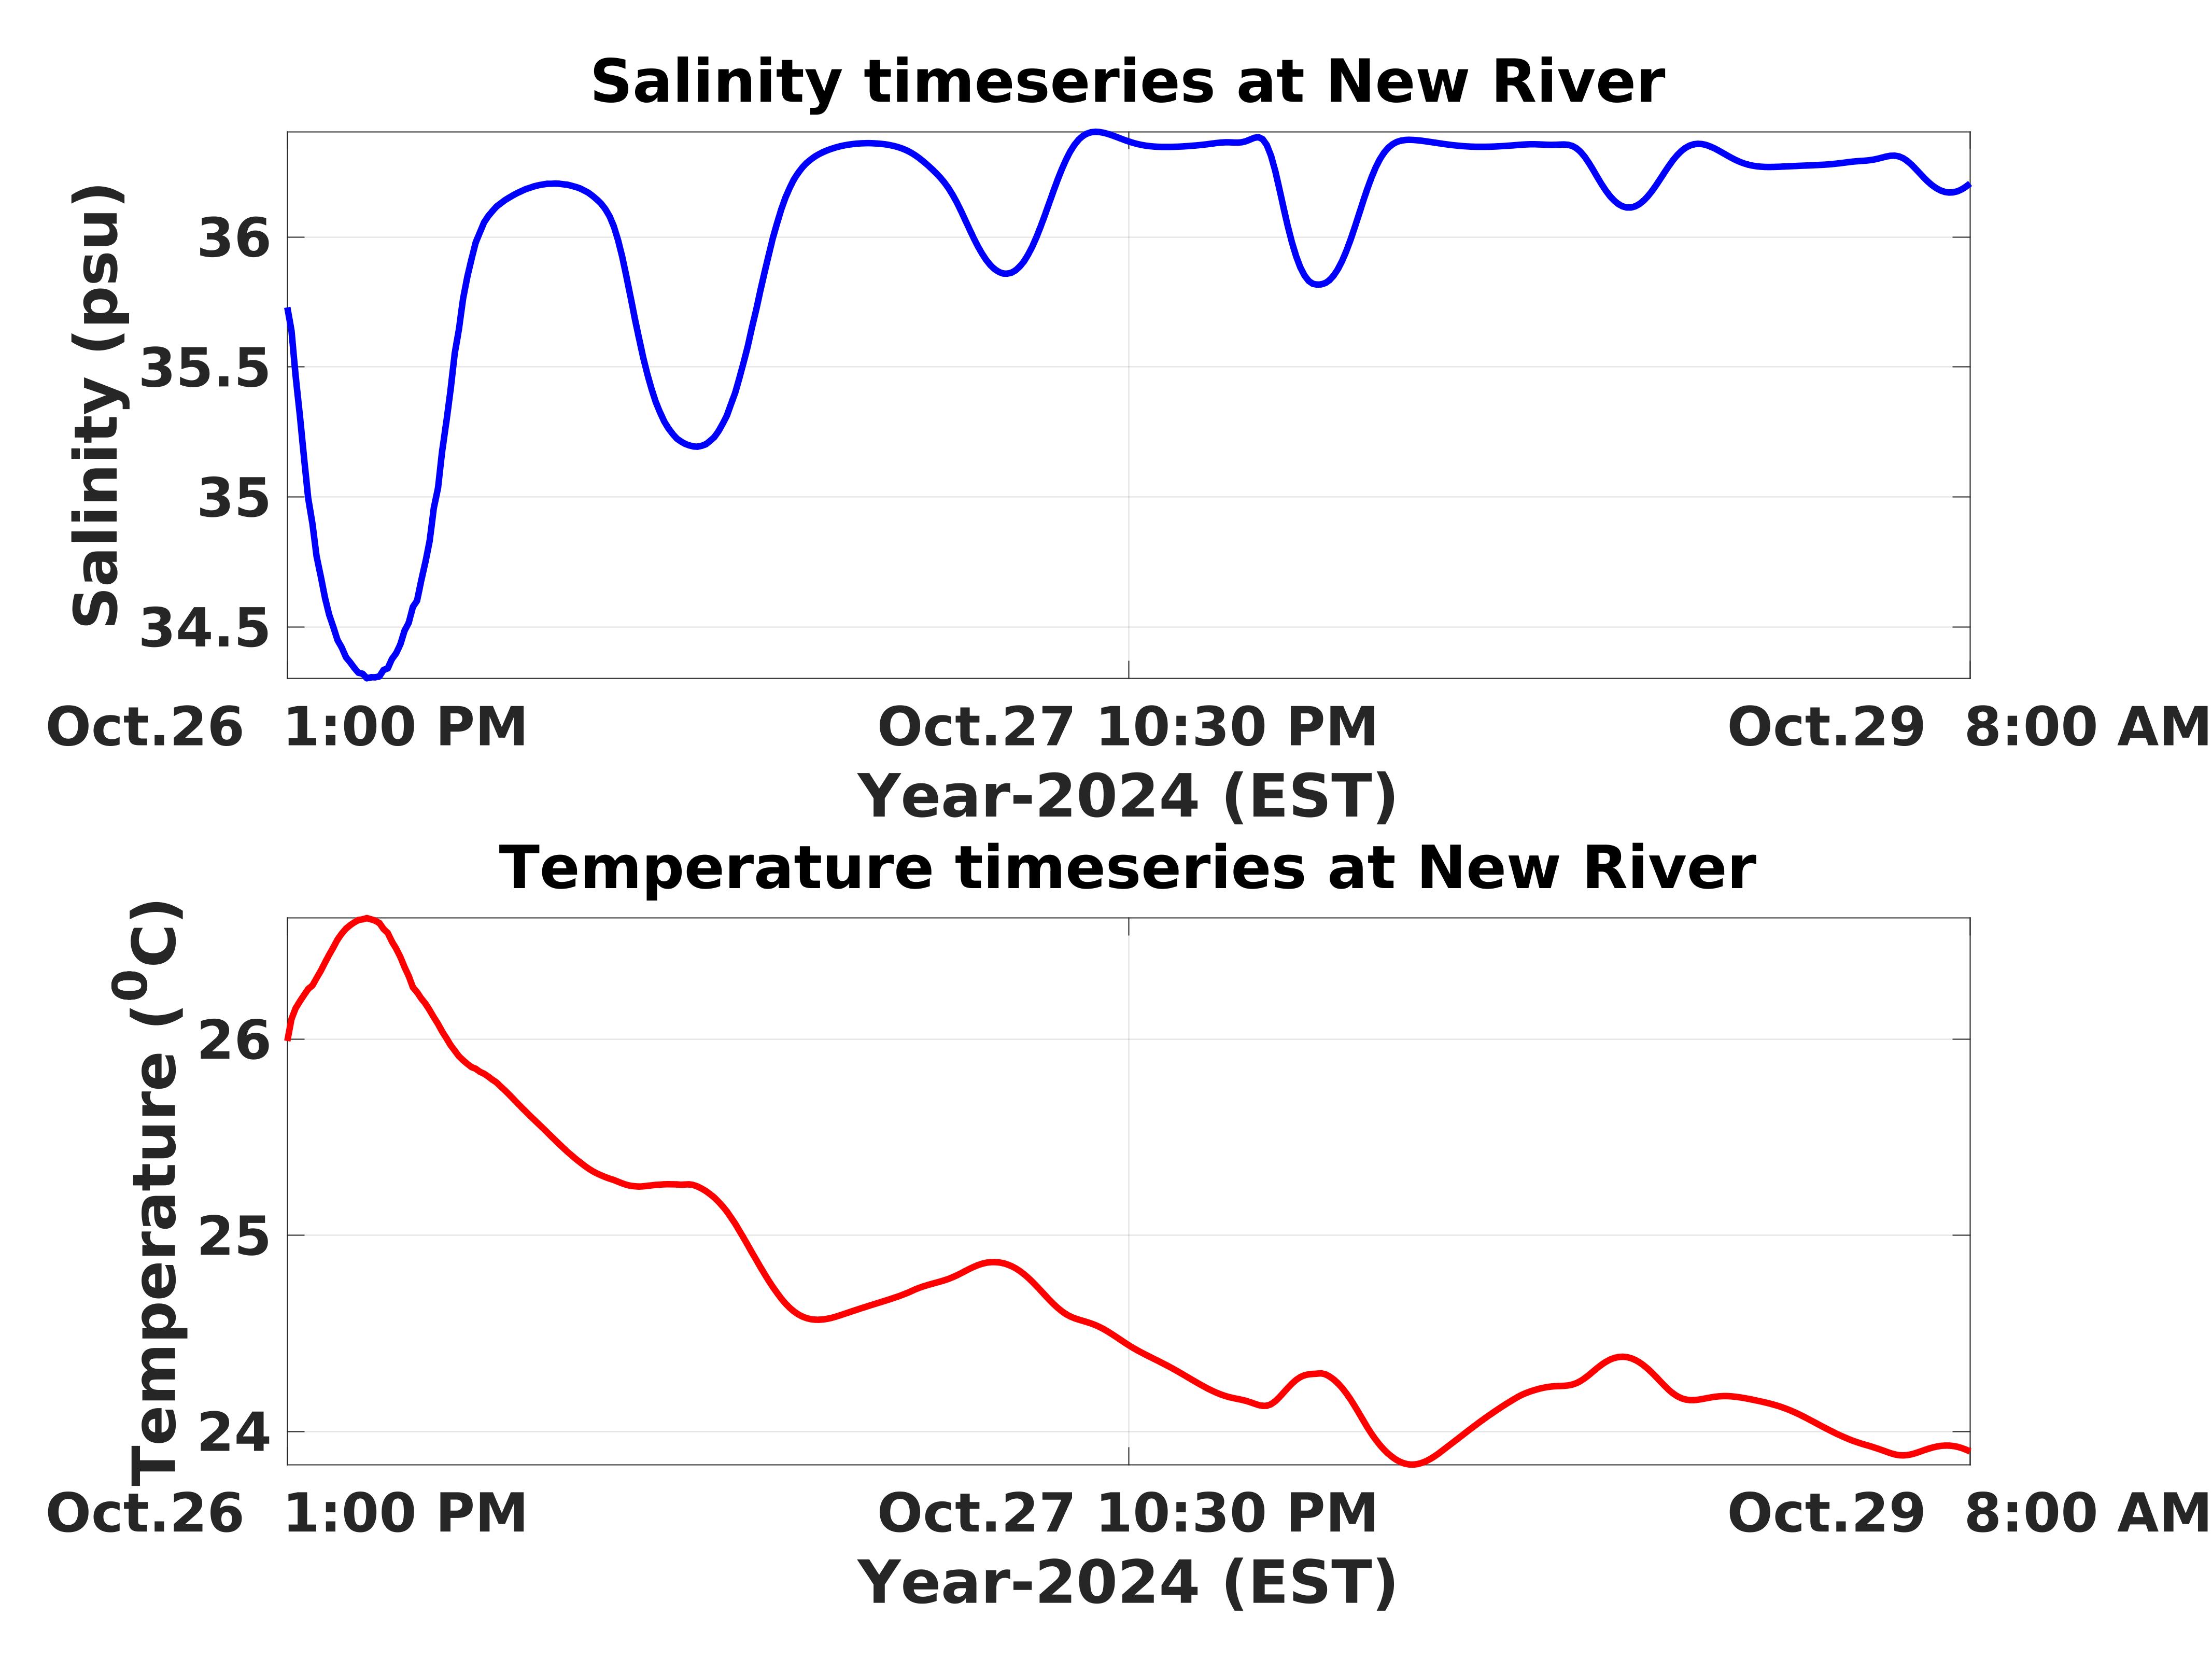 Salinity timeseries at New River
Salinity (psu)
36
35.5
35
34.5
Oct.26  1:00 PM
Oct.27 10:30 PM
Oct.29  8:00 AM
Year-2024 (EST)
Temperature timeseries at New River
Temperature (⁰C)
26
25
24
Oct.26  1:00 PM
Oct.27 10:30 PM
Oct.29  8:00 AM
Year-2024 (EST)